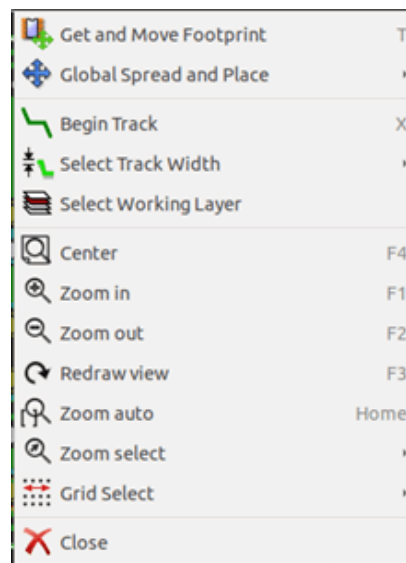 Get and Move Footprint T
Global Spread and Place
Begin Track X
Select Track Width
Select Working Layer
Center F4
Zoom in F1
Zoom out F2
Redraw view F3
Zoom auto Home
Zoom select
Grid Select
Close